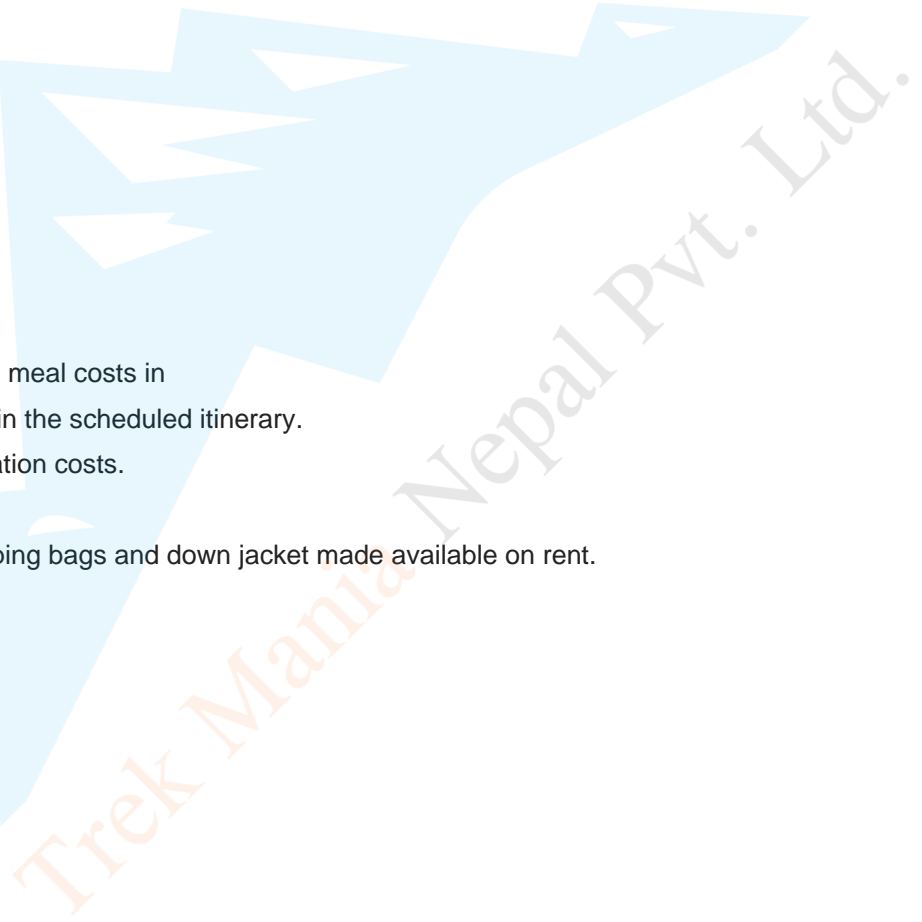 meal costs in
in the scheduled itinerary.
ation costs.
ping bags and down jacket made available on rent.
Trek Mania Nepal Pvt. Ltd.